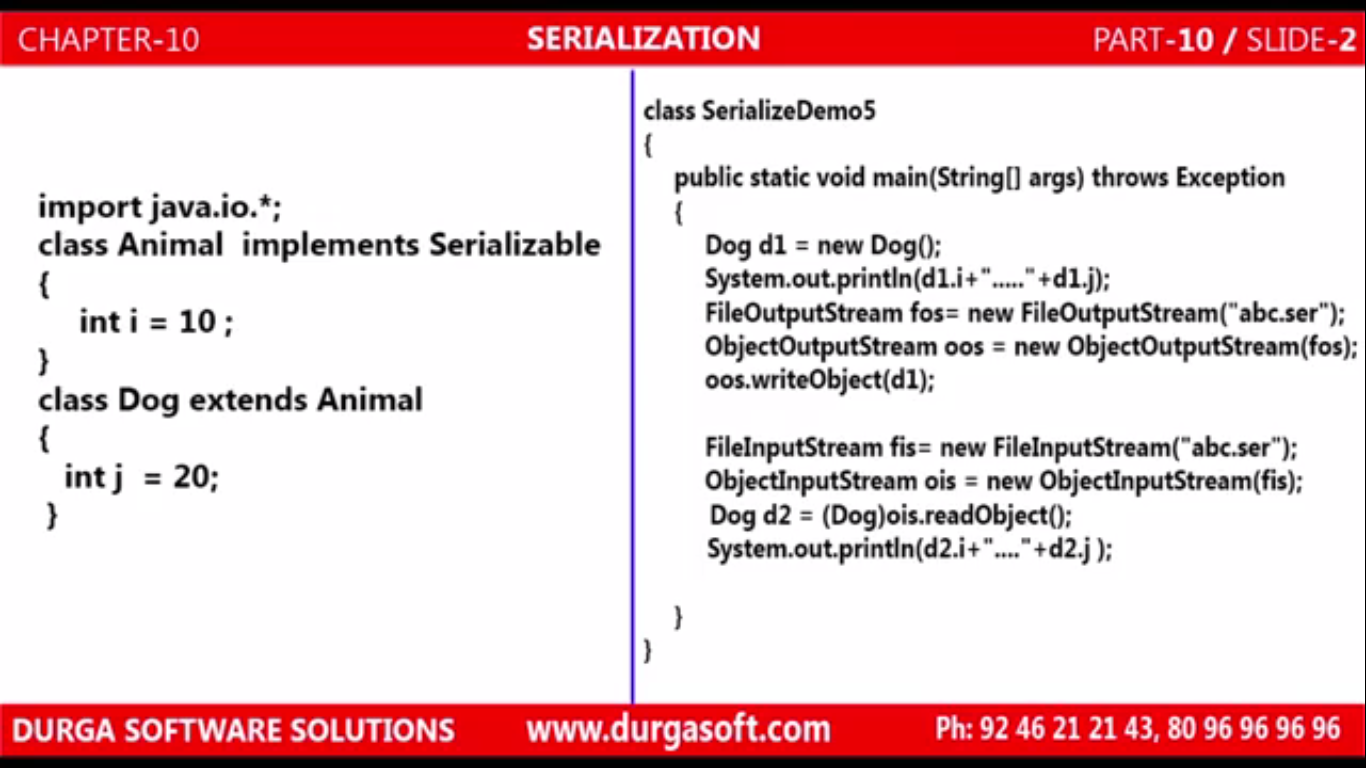 CHAPTER-10
SERIALIZATION
PART-10 / SLIDE-2
import java.io.*;
class Animal implements Serializable
{
int i = 10 ;
}
class Dog extends Animal
{
int j = 20;
}
class SerializeDemo5
{
public static void main(String[] args) throws Exception
{
Dog d1 = new Dog();
System.out.println(d1.i+"....."+d1.j);
FileOutputStream fos= new FileOutputStream("abc.ser");
ObjectOutputStream oos = new ObjectOutputStream(fos);
oos.writeObject(d1);
FileInputStream fis= new FileInputStream("abc.ser");
ObjectInputStream ois = new ObjectInputStream(fis);
Dog d2 = (Dog)ois.readObject();
System.out.println(d2.i+"...."+d2.j );
}
}
DURGA SOFTWARE SOLUTIONS
www.durgasoft.com
Ph: 92 46 21 21 43, 80 96 96 96 96